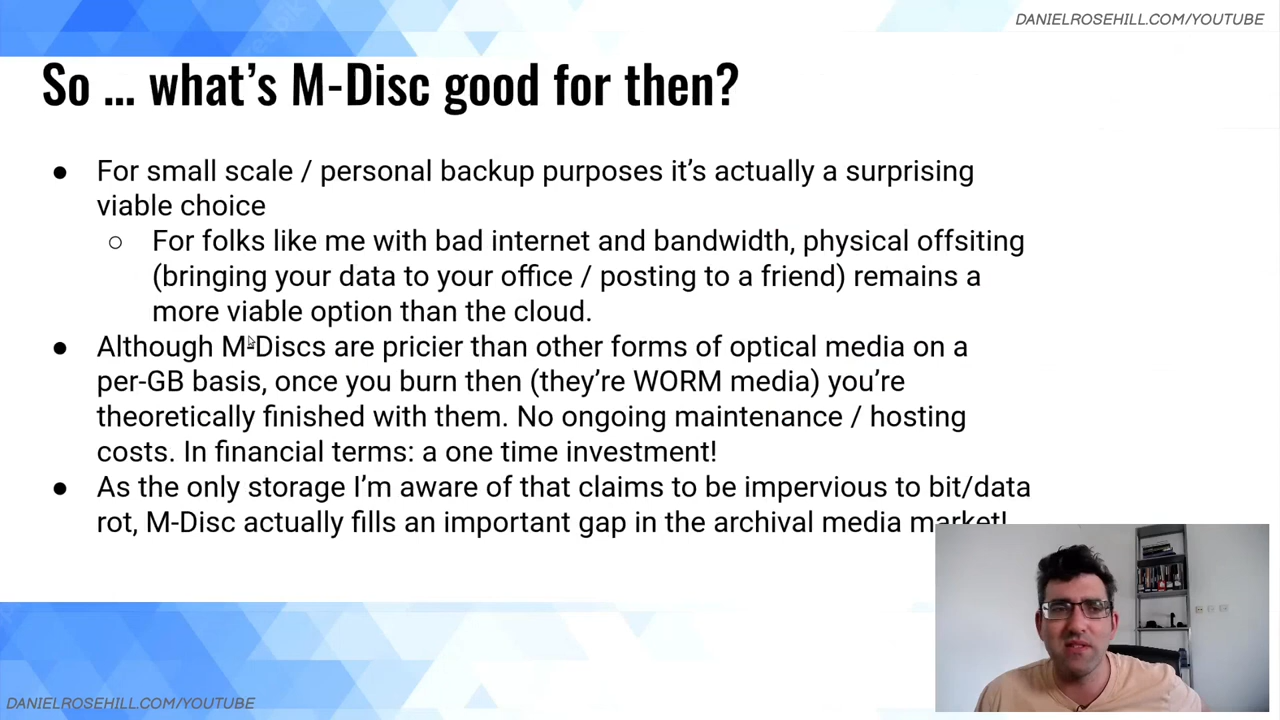 DANIELROSEHILL.COM/YOUTUBE
So ... what's M-Disc good for then?
● For small scale / personal backup purposes it's actually a surprising
viable choice
○ For folks like me with bad internet and bandwidth, physical offsiting
(bringing your data to your office / posting to a friend) remains a
more viable option than the cloud.
● Although M-Discs are pricier than other forms of optical media on a
per-GB basis, once you burn then (they're WORM media) you're
theoretically finished with them. No ongoing maintenance / hosting
costs. In financial terms: a one time investment!
● As the only storage I'm aware of that claims to be impervious to bit/data
rot, M-Disc actually fills an important gap in the archival media market!
DANIELROSEHILL.COM/YOUTUBE